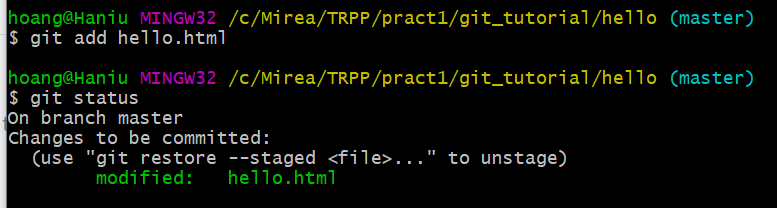 hoang@Haniu MINGW32 /c/Mirea/TRPP/pract1/git_tutorial/hello (master)
$ git add hello.html
hoang@Haniu MINGW32 /c/Mirea/TRPP/pract1/git_tutorial/hello (master)
$ git status
On branch master
Changes to be committed:
  (use "git restore --staged <file>..." to unstage)
        modified:   hello.html